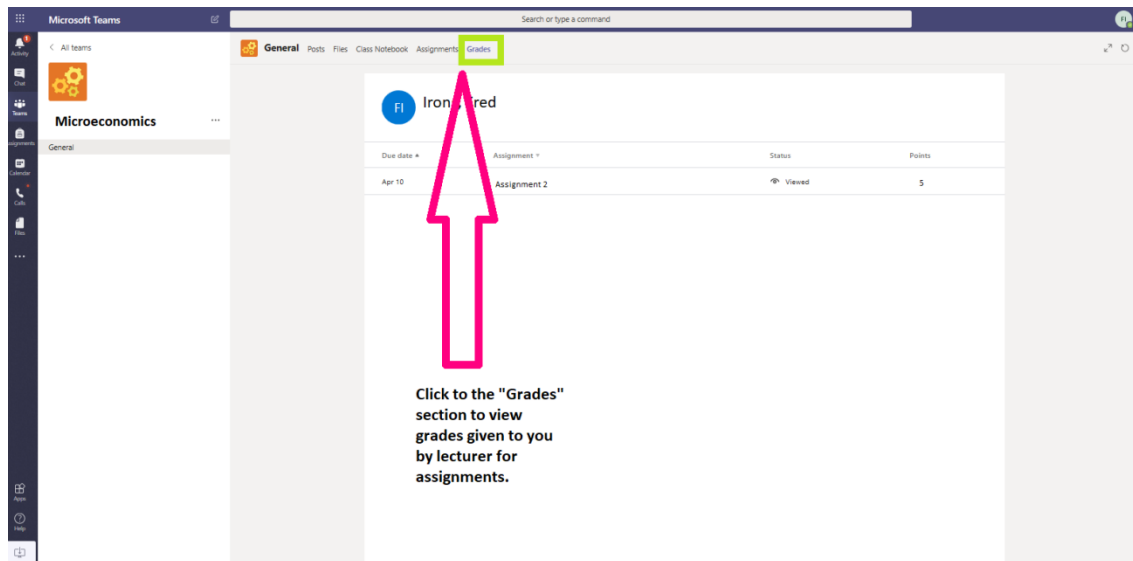 Microsoft Teams
Search or type a command
FI
Activity
Chat
Teams
Assignments
Calendar
Calls
Files
...
Apps
Help
< All teams
Microeconomics ...
General
General Posts Files Class Notebook Assignments Grades
FI
Due date Assignment Status Points
Apr 10 Assignment 2 Viewed 5
Click to the "Grades"
section to view
grades given to you
by lecturer for
assignments.